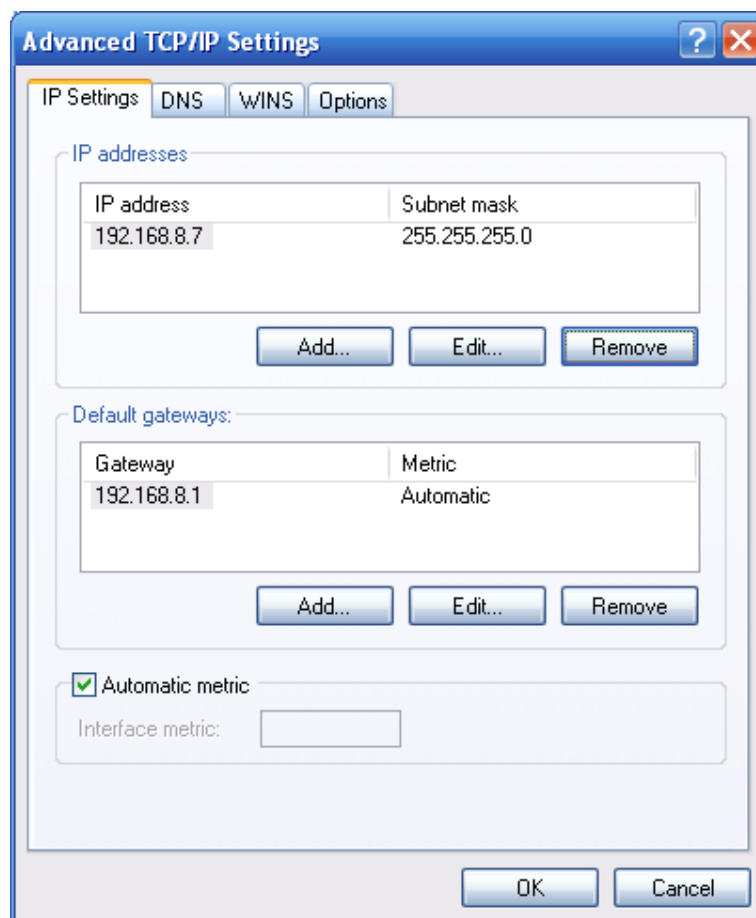 Advanced TCP/IP Settings
IP Settings DNS WINS Options
IP addresses
IP address Subnet mask
192.168.8.7 255.255.255.0
Add... Edit... Remove
Default gateways:
Gateway Metric
192.168.8.1 Automatic
Add... Edit... Remove
Automatic metric
Interface metric:
OK Cancel